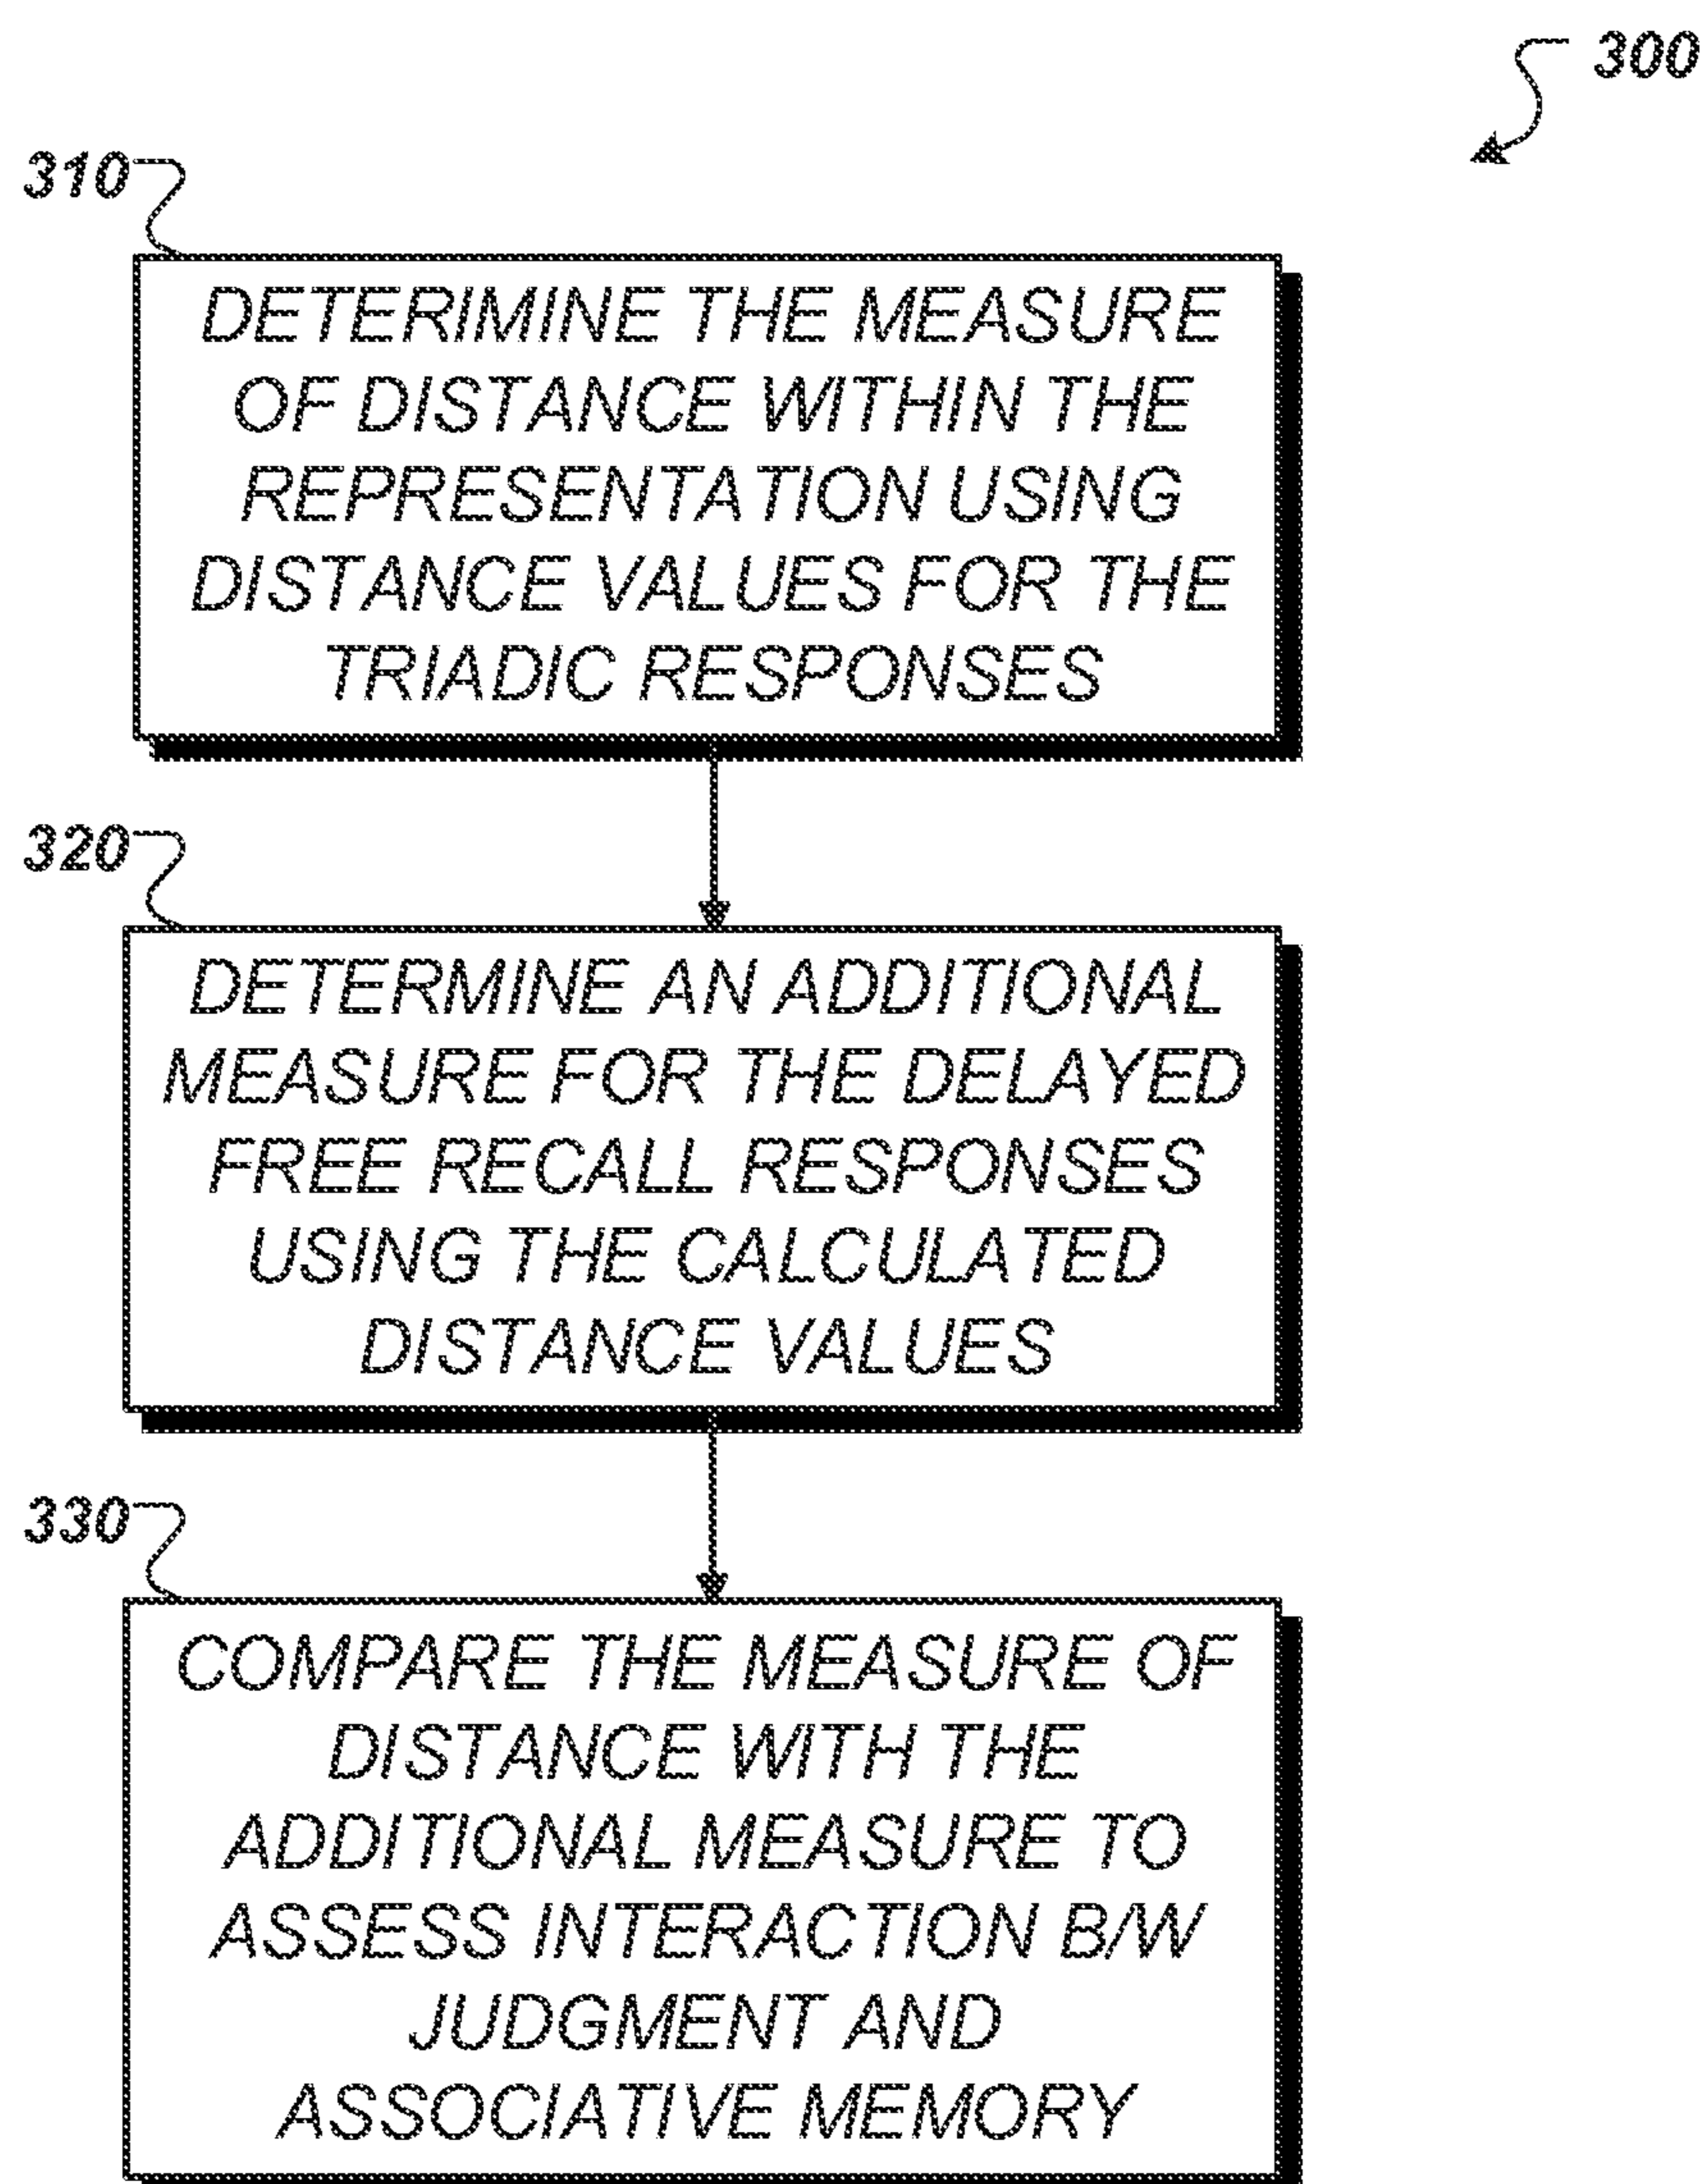 300
310
DETERIMINE THE MEASURE
OF DISTANCE WITHIN THE
REPRESENTATION USING
DISTANCE VALUES FOR THE
TRIADIC RESPONSES
320
DETERMINE AN ADDITIONAL
MEASURE FOR THE DELAYED
FREE RECALL RESPONSES
USING THE CALCULATED
DISTANCE VALUES
330
COMPARE THE MEASURE OF
DISTANCE WITH THE
ADDITIONAL MEASURE TO
ASSESS INTERACTION B/W
JUDGMENT AND
ASSOCIATIVE MEMORY